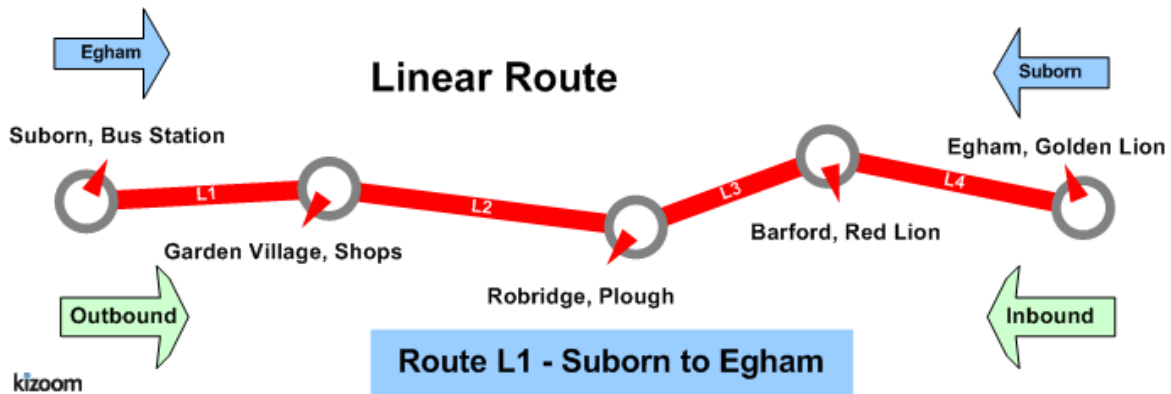 Egham
Linear Route
Suborn
Suborn, Bus Station
Egham, Golden Lion
L1
L2
L3
L4
Garden Village, Shops
Barford, Red Lion
Robridge, Plough
Outbound
Inbound
Route L1 - Suborn to Egham
kizoom